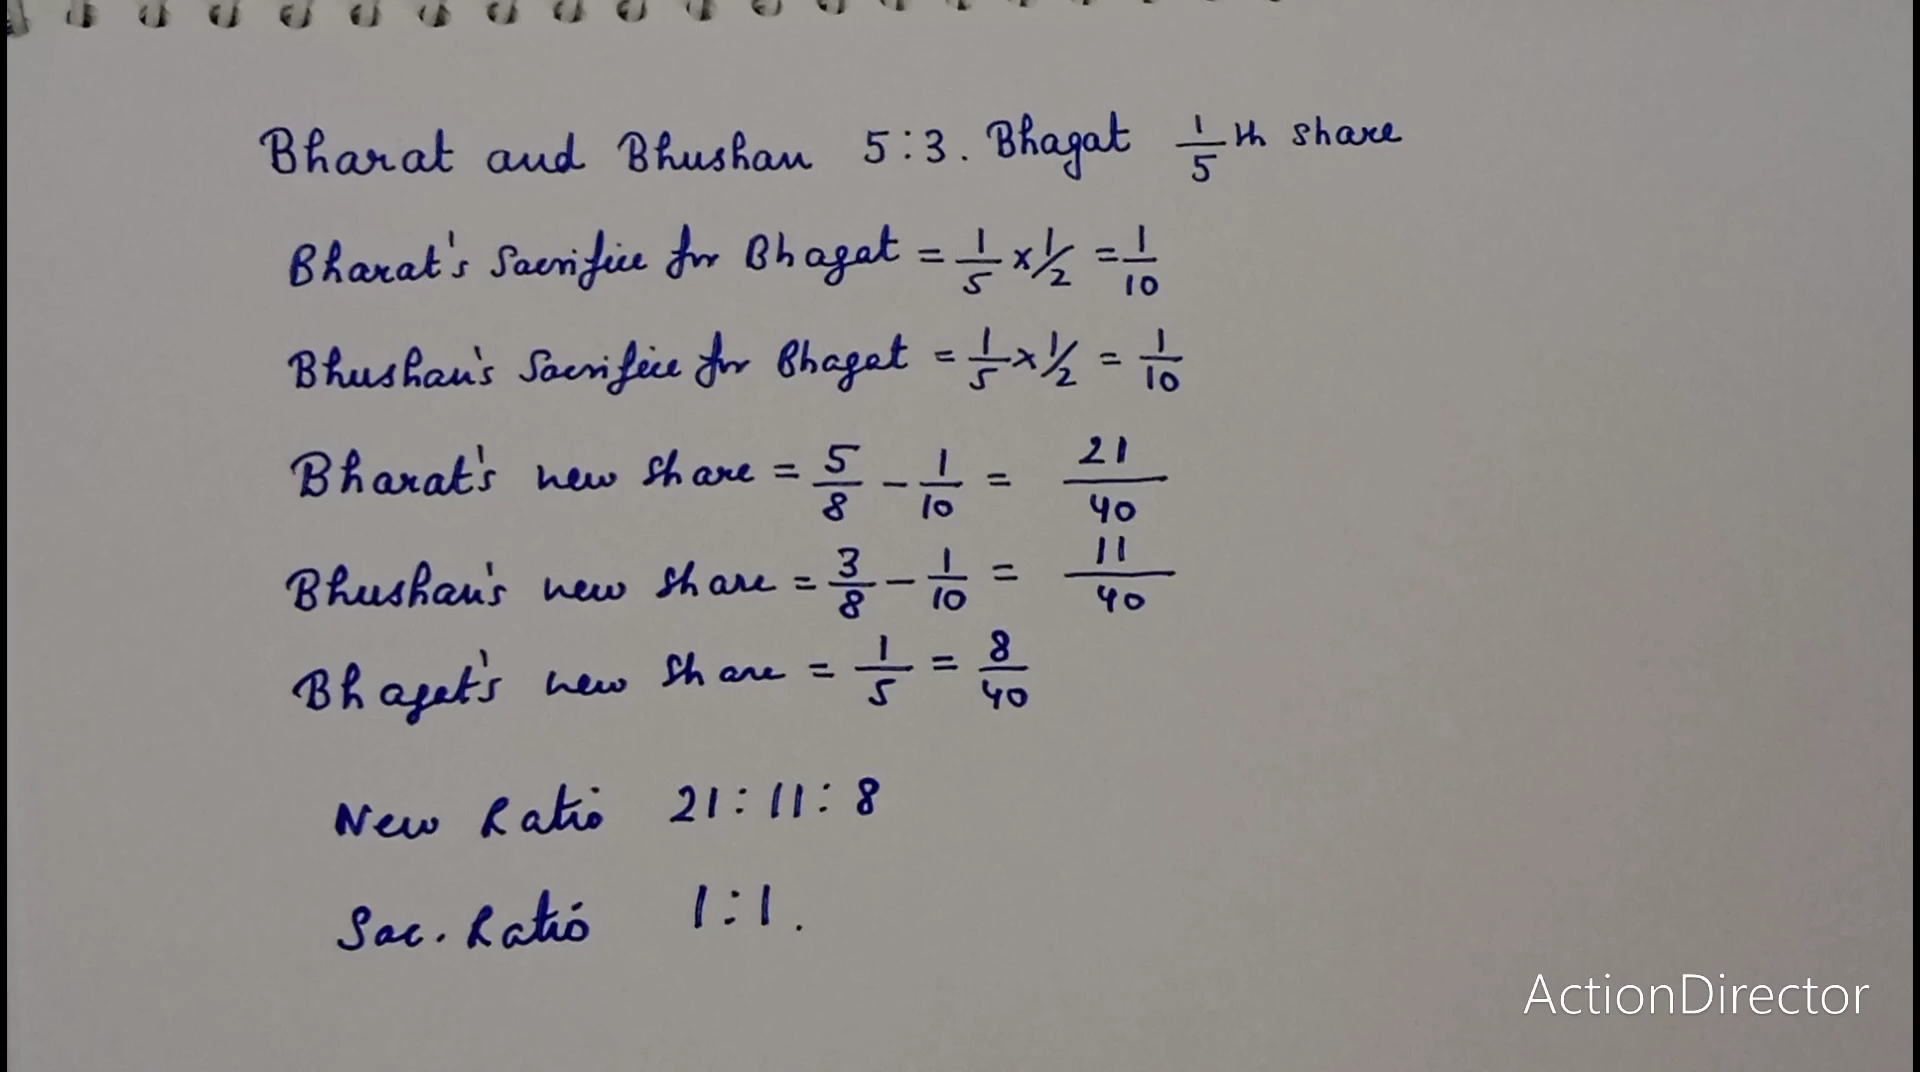 Bharat and Bhushan 5:3. Bhagat 1/5 th share
Bharat's Sacrifice for Bhagat = 1/5 x 1/2 = 1/10
Bhushan's Sacrifice for Bhagat = 1/5 x 1/2 = 1/10
Bharat's new share = 5/8 - 1/10 = 21/40
Bhushan's new share = 3/8 - 1/10 = 11/40
Bhagat's new share = 1/5 = 8/40
New Ratio 21:11:8
Sac. Ratio 1:1.
ActionDirector